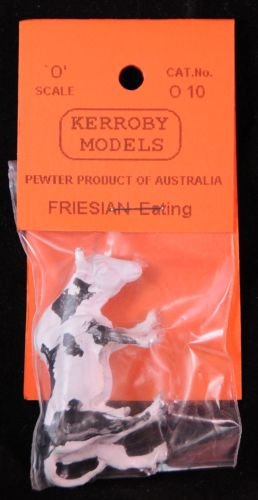 'O' CAT.No.
SCALE O 10
KERROBY
MODELS
PEWTER PRODUCT OF AUSTRALIA
FRIESIAN Eating